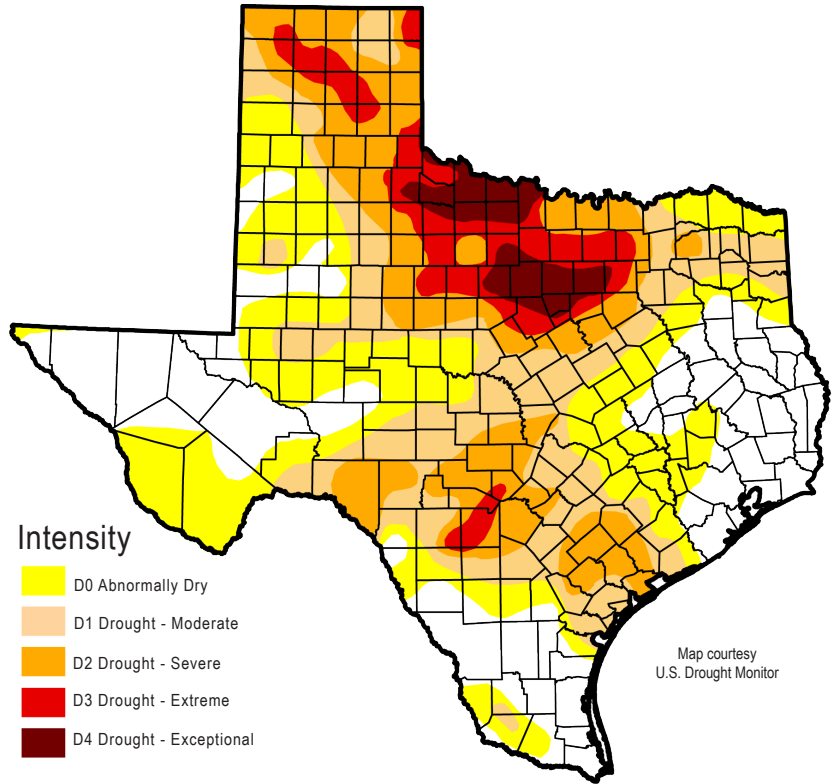 Intensity
D0 Abnormally Dry
D1 Drought - Moderate
D2 Drought - Severe
D3 Drought - Extreme
D4 Drought - Exceptional
Map courtesy
U.S. Drought Monitor